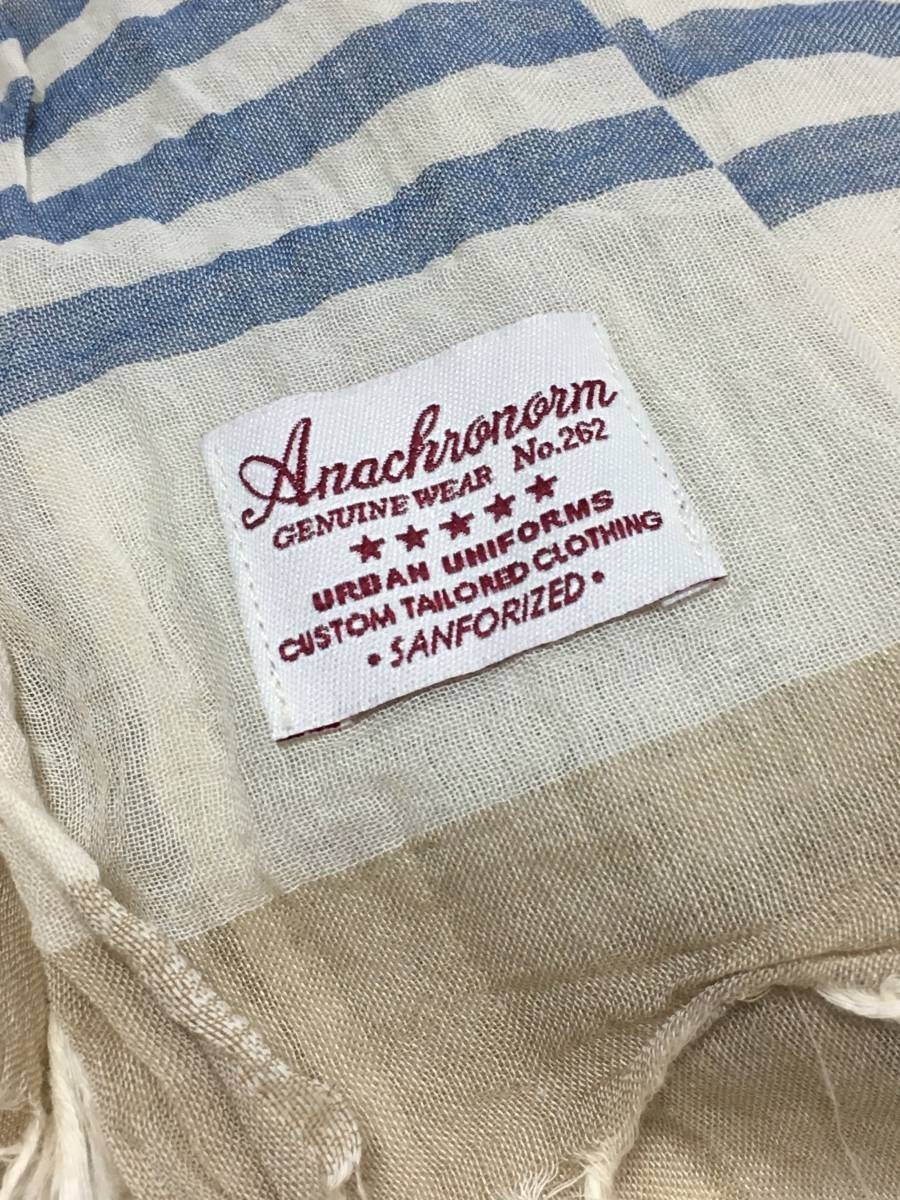 Anachronorm
GENUINE WEAR No.262
★★★★★
URBAN UNIFORMS
CUSTOM TAILORED CLOTHING
• SANFORIZED •